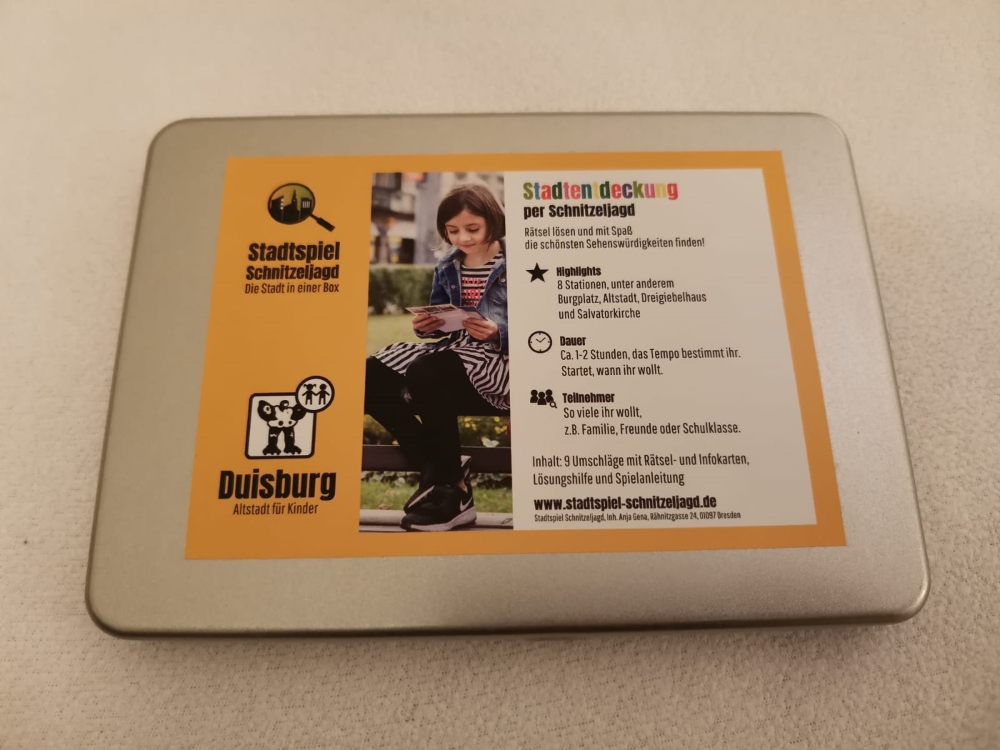 Stadtspiel
Schnitzeljagd
Die Stadt in einer Box
Duisburg
Altstadt für Kinder
Stadtentdeckung
per Schnitzeljagd
Rätsel lösen und mit Spaß
die schönsten Sehenswürdigkeiten finden!
Highlights
8 Stationen, unter anderem
Burgplatz, Altstadt, Dreigiebelhaus
und Salvatorkirche
Dauer
Ca. 1-2 Stunden, das Tempo bestimmt ihr.
Startet, wann ihr wollt.
Teilnehmer
So viele ihr wollt,
z.B. Familie, Freunde oder Schulklasse.
Inhalt: 9 Umschläge mit Rätsel- und Infokarten,
Lösungshilfe und Spielanleitung
www.stadtspiel-schnitzeljagd.de
Stadtspiel Schnitzeljagd, Inh. Anja Gena, Rähnitzgasse 24, 01097 Dresden